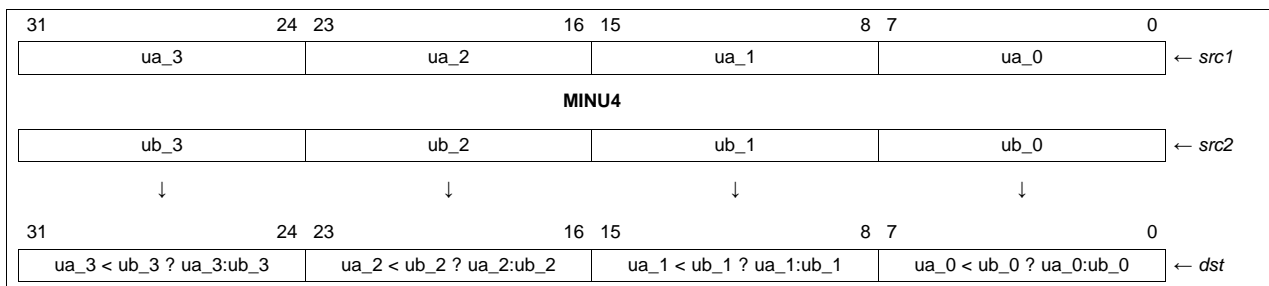 31 24 23 16 15 8 7 0
ua_3 ua_2 ua_1 ua_0 ← src1
MINU4
ub_3 ub_2 ub_1 ub_0 ← src2
↓ ↓ ↓ ↓
31 24 23 16 15 8 7 0
ua_3 < ub_3 ? ua_3:ub_3 ua_2 < ub_2 ? ua_2:ub_2 ua_1 < ub_1 ? ua_1:ub_1 ua_0 < ub_0 ? ua_0:ub_0 ← dst